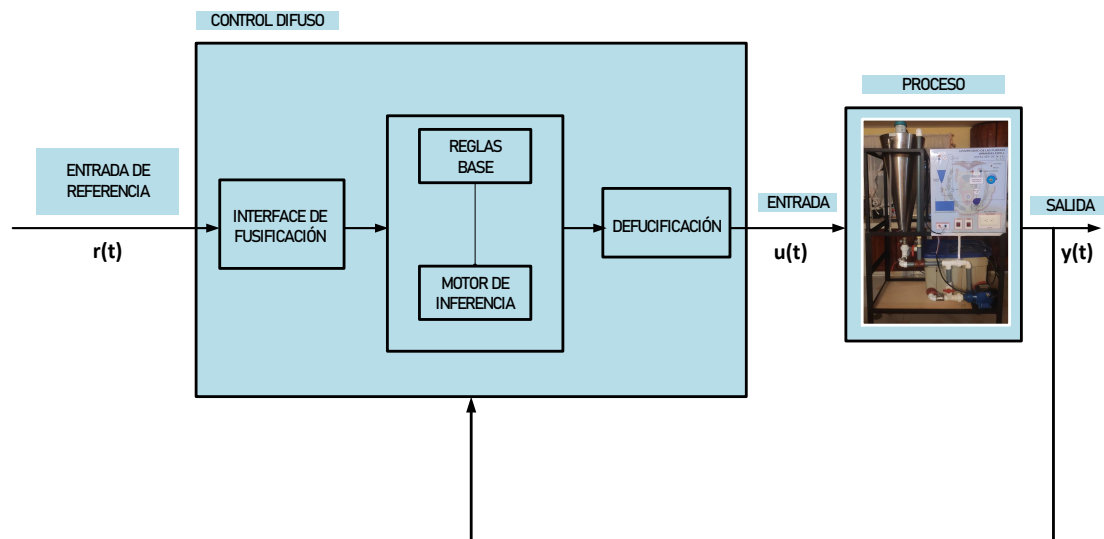 CONTROL DIFUSO
PROCESO
ENTRADA DE
REFERENCIA
r(t)
INTERFACE DE
FUSIFICACIÓN
REGLAS
BASE
MOTOR DE
INFERENCIA
DEFUCIFICACIÓN
ENTRADA
u(t)
SALIDA
y(t)